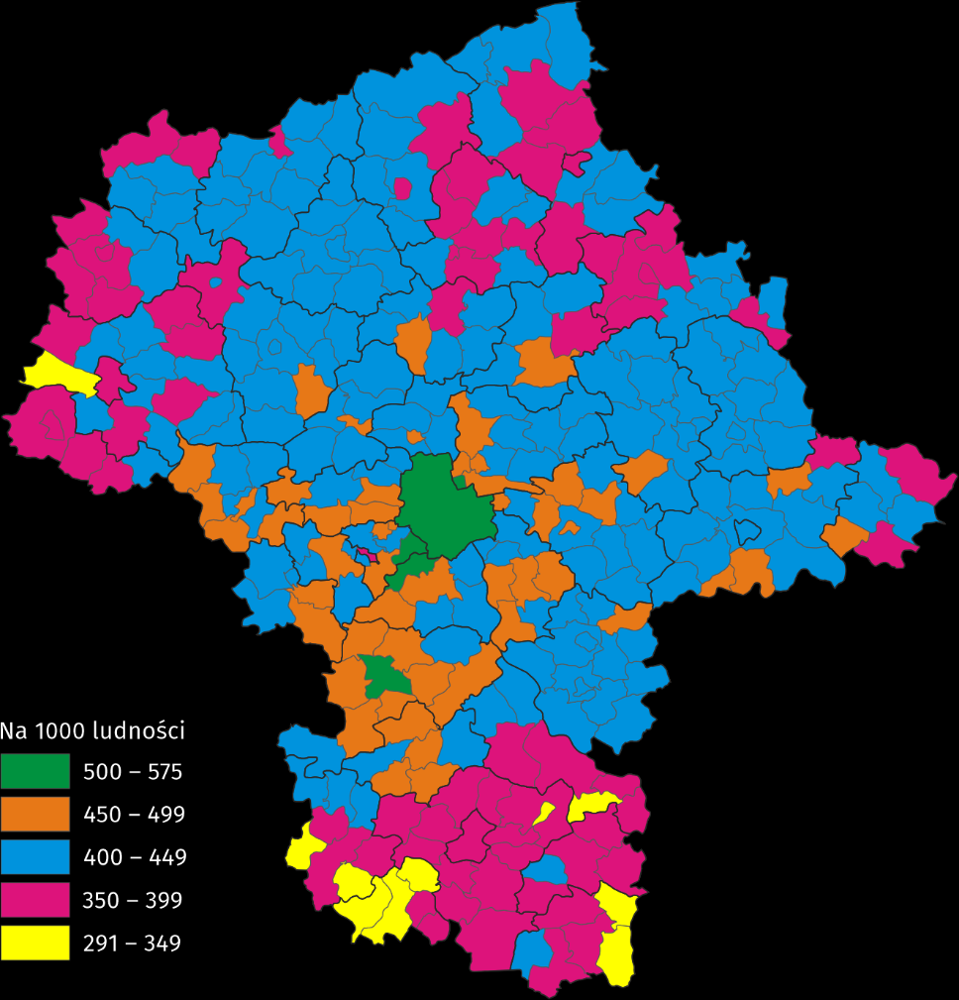 Na 1000 ludności
500 – 575
450 – 499
400 – 449
350 – 399
291 – 349